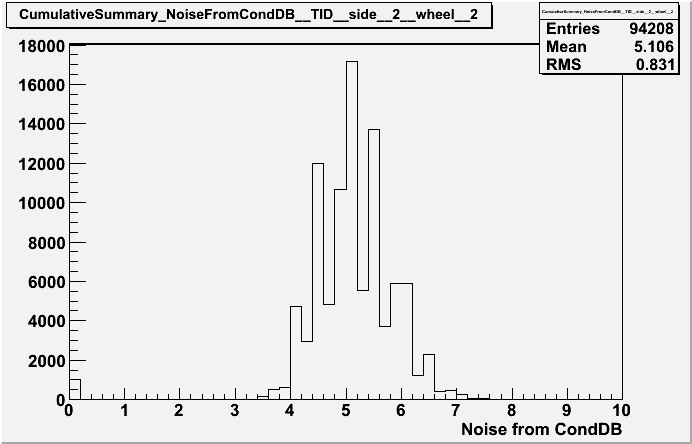 CumulativeSummary_NoiseFromCondDB__TID__side__2__wheel__2
CumulativeSummary_NoiseFromCondDB__TID__side__2__wheel__2
Entries 94208
Mean 5.106
RMS 0.831
18000
16000
14000
12000
10000
8000
6000
4000
2000
0
0 1 2 3 4 5 6 7 8 9 10
Noise from CondDB